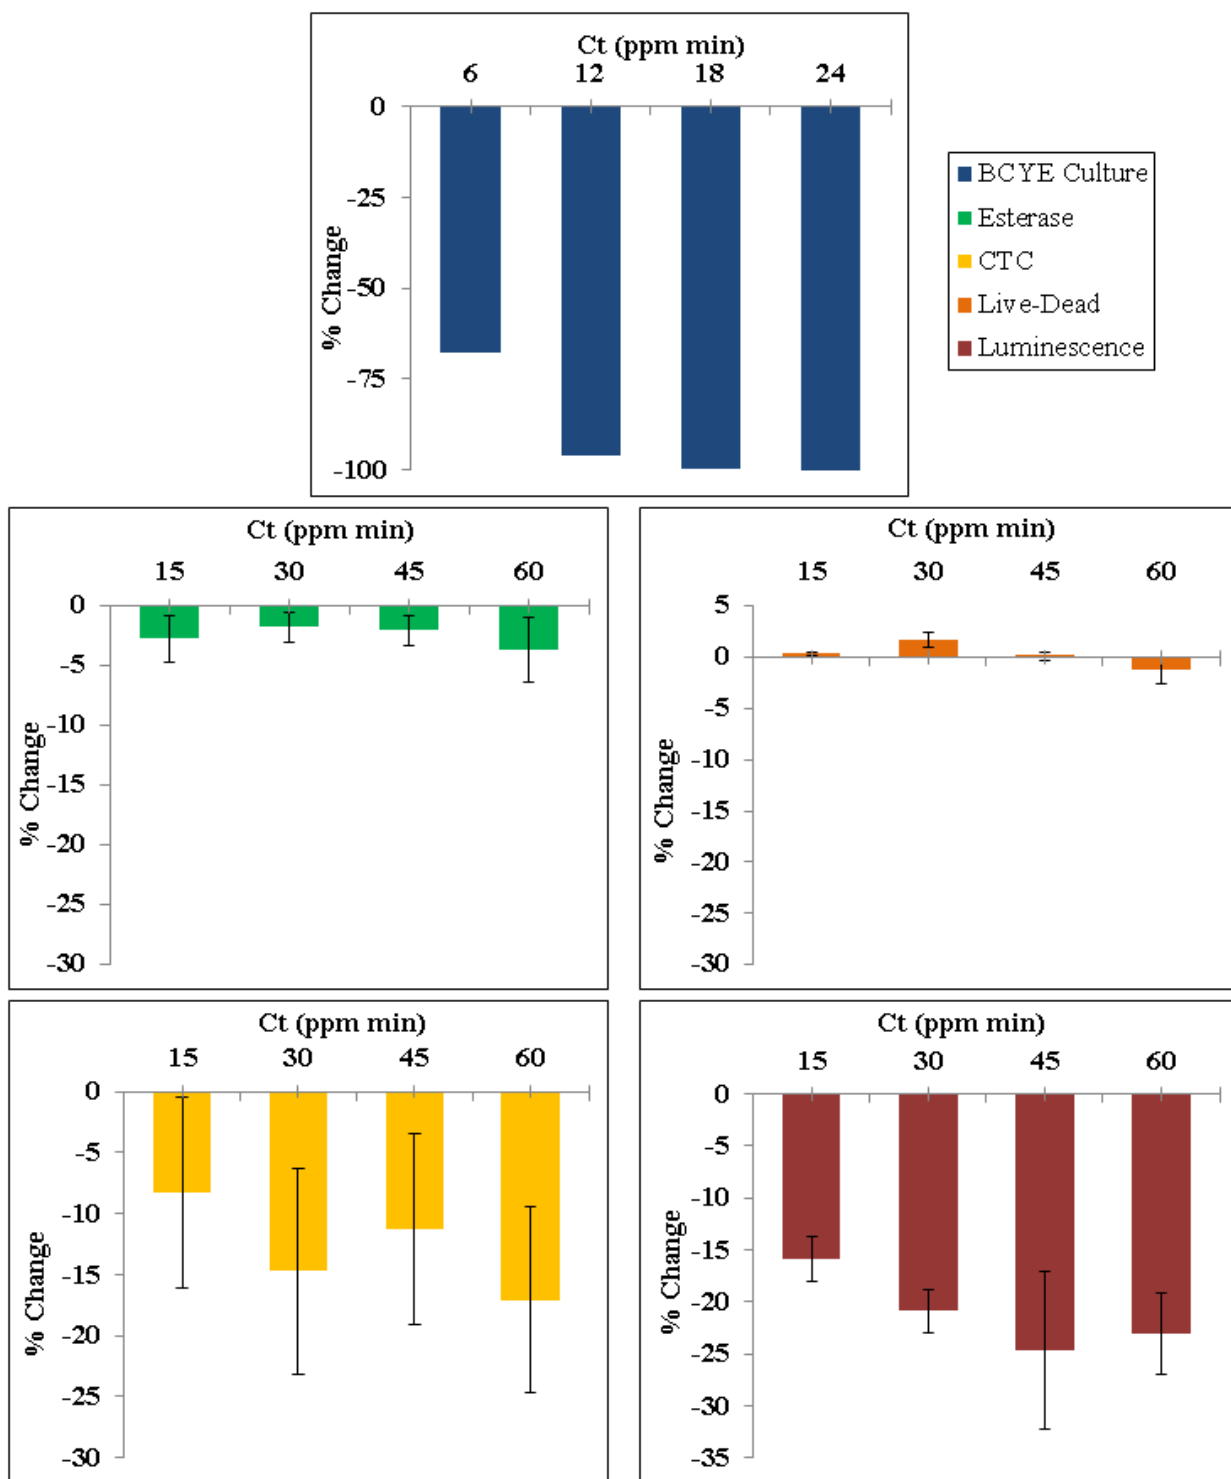 Ct (ppm min)
6 12 18 24
0
-25
-50
-75
-100
% Change
BCYE Culture
Esterase
CTC
Live-Dead
Luminescence
Ct (ppm min)
15 30 45 60
0
-5
-10
-15
-20
-25
-30
% Change
Ct (ppm min)
15 30 45 60
5
0
-5
-10
-15
-20
-25
-30
% Change
Ct (ppm min)
15 30 45 60
0
-5
-10
-15
-20
-25
-30
% Change
Ct (ppm min)
15 30 45 60
0
-5
-10
-15
-20
-25
-30
-35
% Change